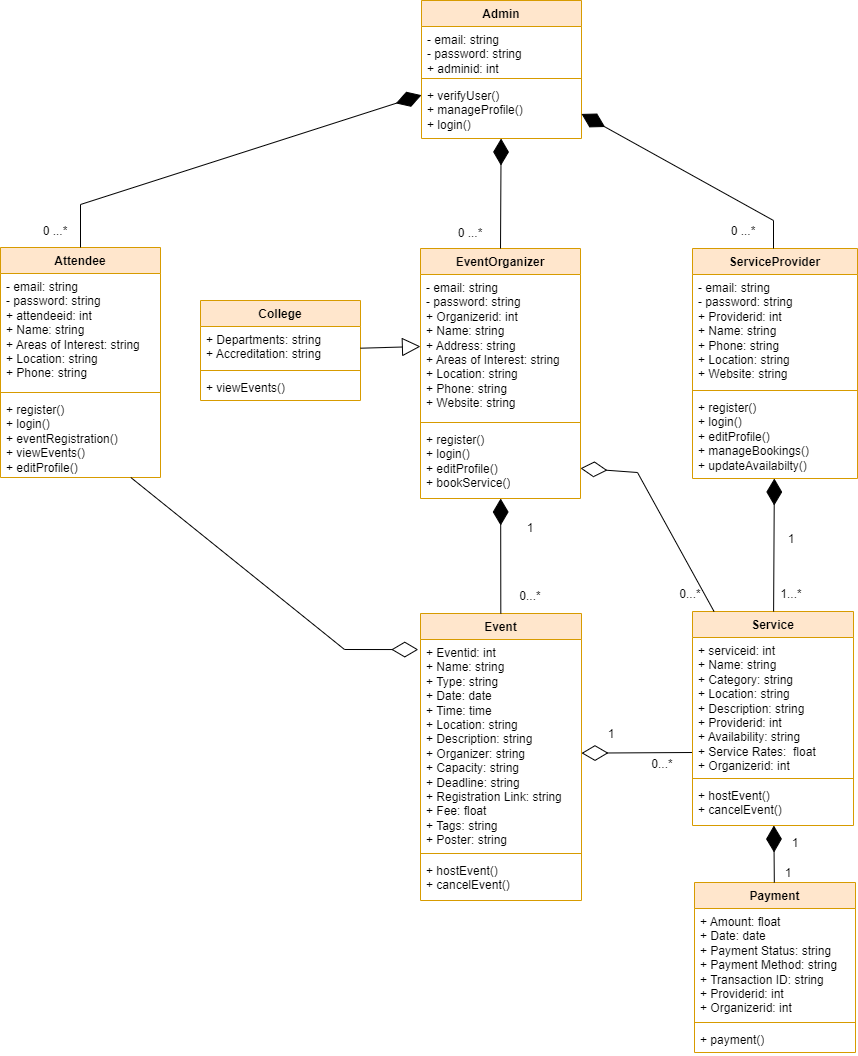 Admin
- email: string
- password: string
+ adminid: int
+ verifyUser()
+ manageProfile()
+ login()
0 ...*
0 ...*
0 ...*
Attendee
- email: string
- password: string
+ attendeeid: int
+ Name: string
+ Areas of Interest: string
+ Location: string
+ Phone: string
+ register()
+ login()
+ eventRegistration()
+ viewEvents()
+ editProfile()
College
+ Departments: string
+ Accreditation: string
+ viewEvents()
EventOrganizer
- email: string
- password: string
+ Organizerid: int
+ Name: string
+ Address: string
+ Areas of Interest: string
+ Location: string
+ Phone: string
+ Website: string
+ register()
+ login()
+ editProfile()
+ bookService()
ServiceProvider
- email: string
- password: string
+ Providerid: int
+ Name: string
+ Phone: string
+ Location: string
+ Website: string
+ register()
+ login()
+ editProfile()
+ manageBookings()
+ updateAvailabilty()
1
1
0...*
0...*
1...*
Event
+ Eventid: int
+ Name: string
+ Type: string
+ Date: date
+ Time: time
+ Location: string
+ Description: string
+ Organizer: string
+ Capacity: string
+ Deadline: string
+ Registration Link: string
+ Fee: float
+ Tags: string
+ Poster: string
+ hostEvent()
+ cancelEvent()
1
0...*
Service
+ serviceid: int
+ Name: string
+ Category: string
+ Location: string
+ Description: string
+ Providerid: int
+ Availability: string
+ Service Rates:  float
+ Organizerid: int
+ hostEvent()
+ cancelEvent()
1
1
Payment
+ Amount: float
+ Date: date
+ Payment Status: string
+ Payment Method: string
+ Transaction ID: string
+ Providerid: int
+ Organizerid: int
+ payment()